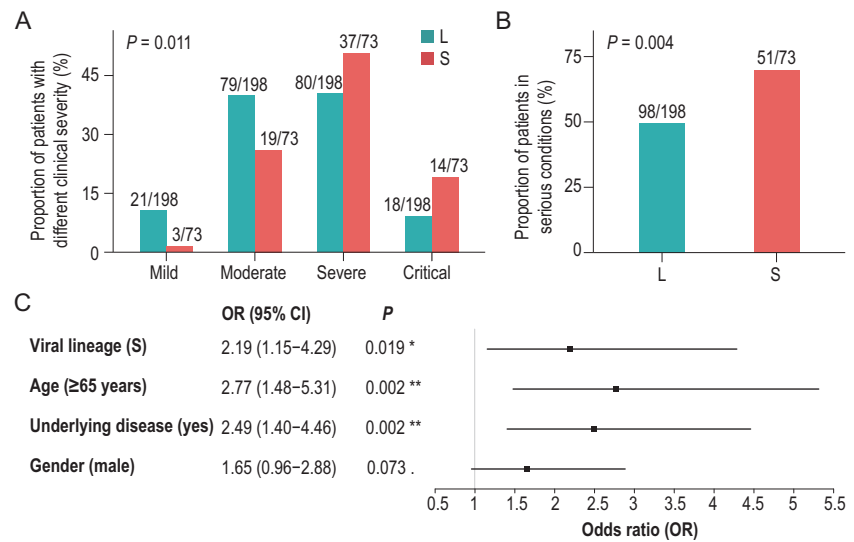 A
P = 0.011
L
S
Proportion of patients with
different clinical severity (%)
45
30
15
0
21/198
3/73
79/198
19/73
80/198
37/73
18/198
14/73
Mild
Moderate
Severe
Critical
B
P = 0.004
Proportion of patients in
serious conditions (%)
75
50
25
0
98/198
51/73
L
S
C
OR (95% CI) P
Viral lineage (S) 2.19 (1.15−4.29) 0.019 *
Age (≥65 years) 2.77 (1.48−5.31) 0.002 **
Underlying disease (yes) 2.49 (1.40−4.46) 0.002 **
Gender (male) 1.65 (0.96−2.88) 0.073 .
0.5 1 1.5 2 2.5 3 3.5 4 4.5 5 5.5
Odds ratio (OR)